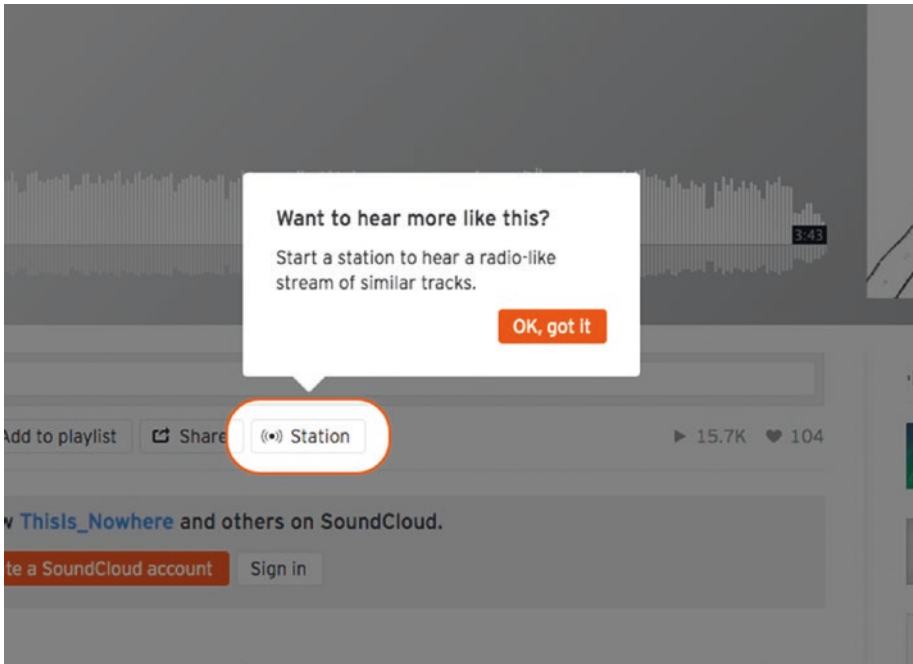 Want to hear more like this?
Start a station to hear a radio-like
stream of similar tracks.
OK, got it
3:43
Add to playlist Share Station 15.7K 104
ThisIs_Nowhere and others on SoundCloud.
a SoundCloud account Sign in